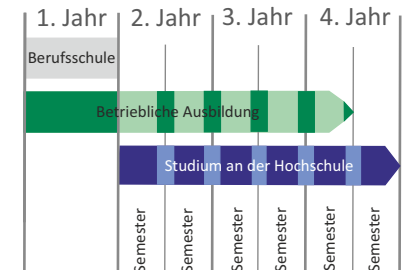 1. Jahr 2. Jahr 3. Jahr 4. Jahr
Berufsschule
Betriebliche Ausbildung
Studium an der Hochschule
Semester
Semester
Semester
Semester
Semester
Semester